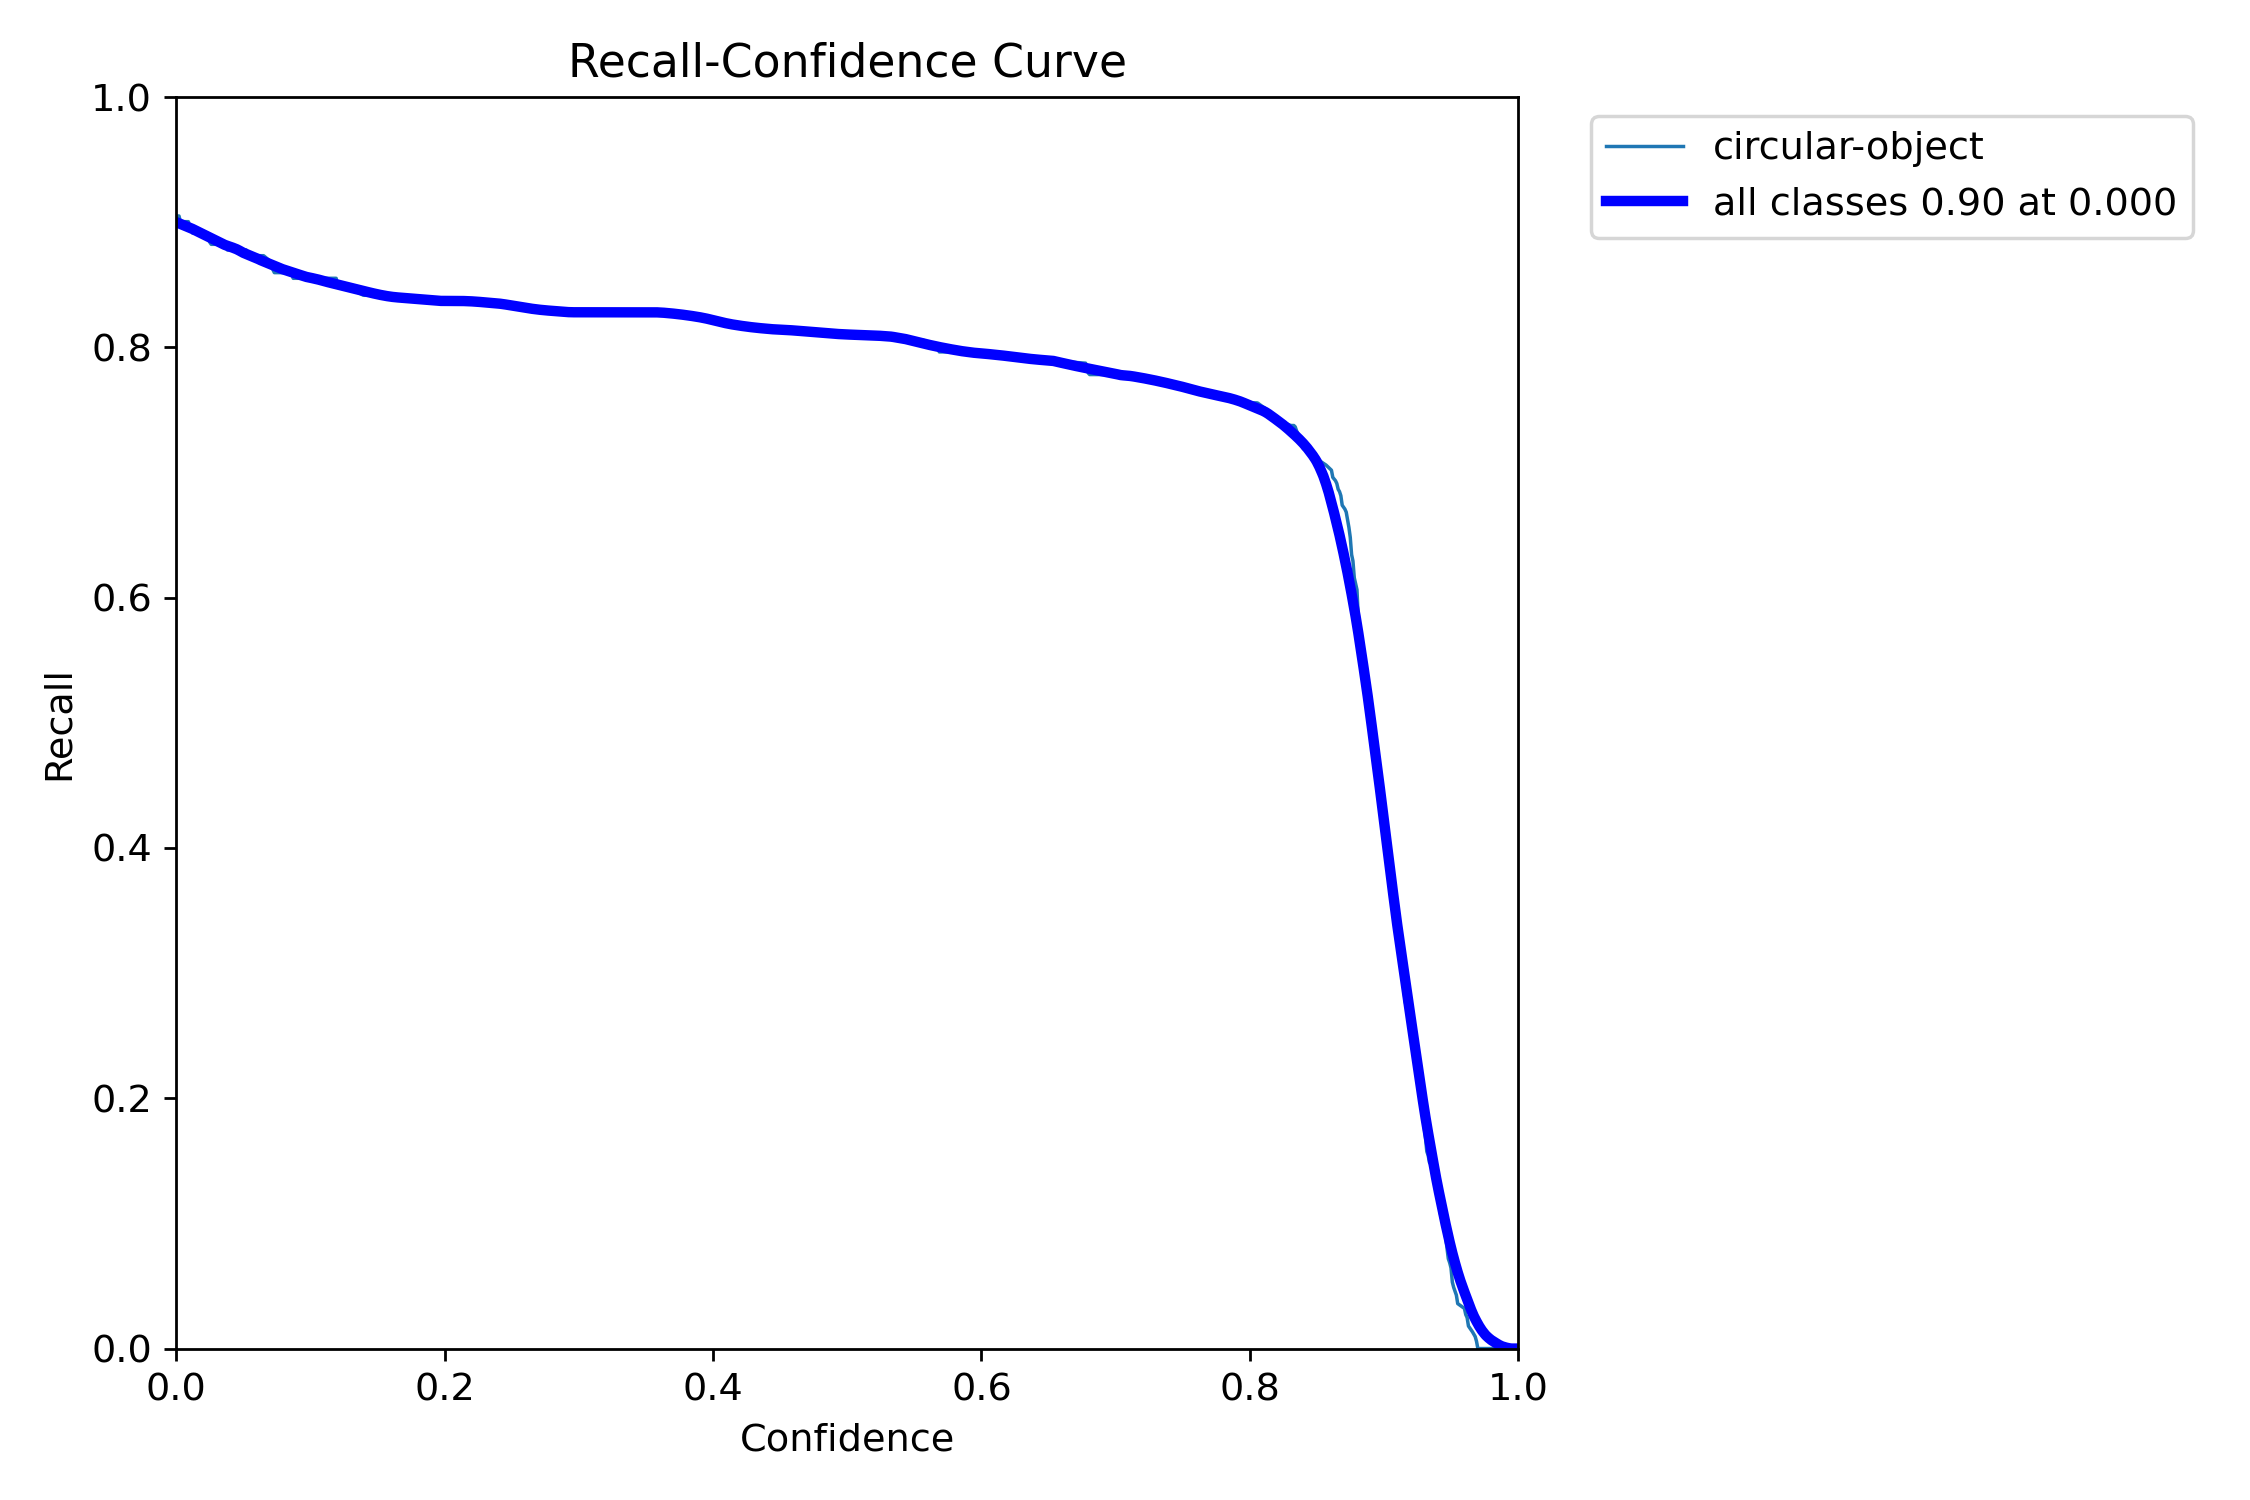 Recall-Confidence Curve
1.0
0.8
0.6
0.4
0.2
0.0
Recall
0.0 0.2 0.4 0.6 0.8 1.0
Confidence
circular-object
all classes 0.90 at 0.000